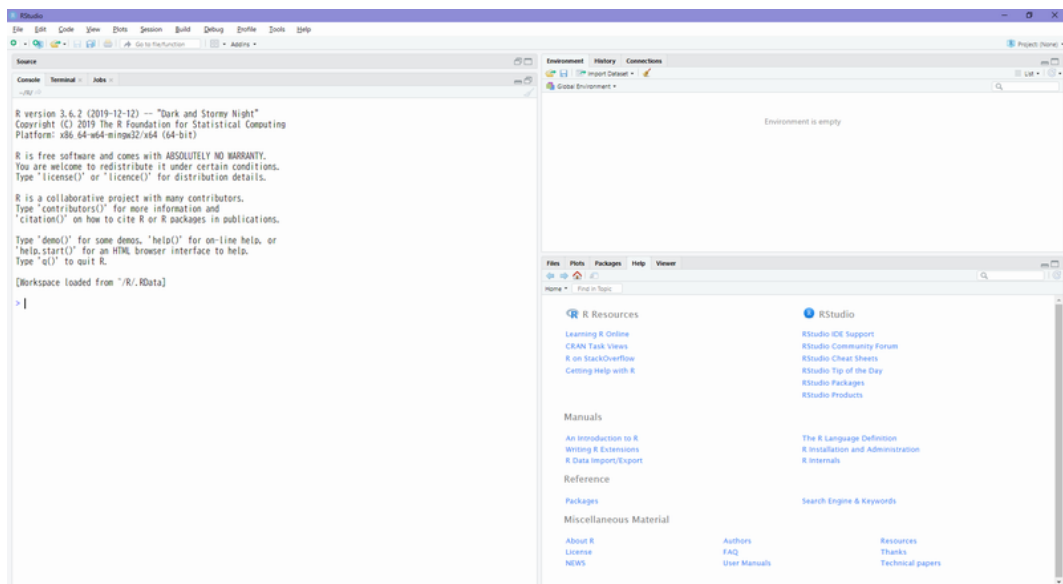 RStudio
File Edit Code View Plots Session Build Debug Profile Tools Help
Go to file/function Addins
Project: (None)
Source
Console Terminal Jobs
~/R/
R version 3.6.2 (2019-12-12) -- "Dark and Stormy Night"
Copyright (C) 2019 The R Foundation for Statistical Computing
Platform: x86_64-w64-mingw32/x64 (64-bit)
R is free software and comes with ABSOLUTELY NO WARRANTY.
You are welcome to redistribute it under certain conditions.
Type 'license()' or 'licence()' for distribution details.
R is a collaborative project with many contributors.
Type 'contributors()' for more information and
'citation()' on how to cite R or R packages in publications.
Type 'demo()' for some demos, 'help()' for on-line help, or
'help.start()' for an HTML browser interface to help.
Type 'q()' to quit R.
[Workspace loaded from ~/R/.RData]
>
Environment History Connections
Import Dataset List
Global Environment
Environment is empty
Files Plots Packages Help Viewer
Home Find in Topic
R Resources
Learning R Online
CRAN Task Views
R on StackOverflow
Getting Help with R
RStudio
RStudio IDE Support
RStudio Community Forum
RStudio Cheat Sheets
RStudio Tip of the Day
RStudio Packages
RStudio Products
Manuals
An Introduction to R
Writing R Extensions
R Data Import/Export
The R Language Definition
R Installation and Administration
R Internals
Reference
Packages
Search Engine & Keywords
Miscellaneous Material
About R
License
NEWS
Authors
FAQ
User Manuals
Resources
Thanks
Technical papers